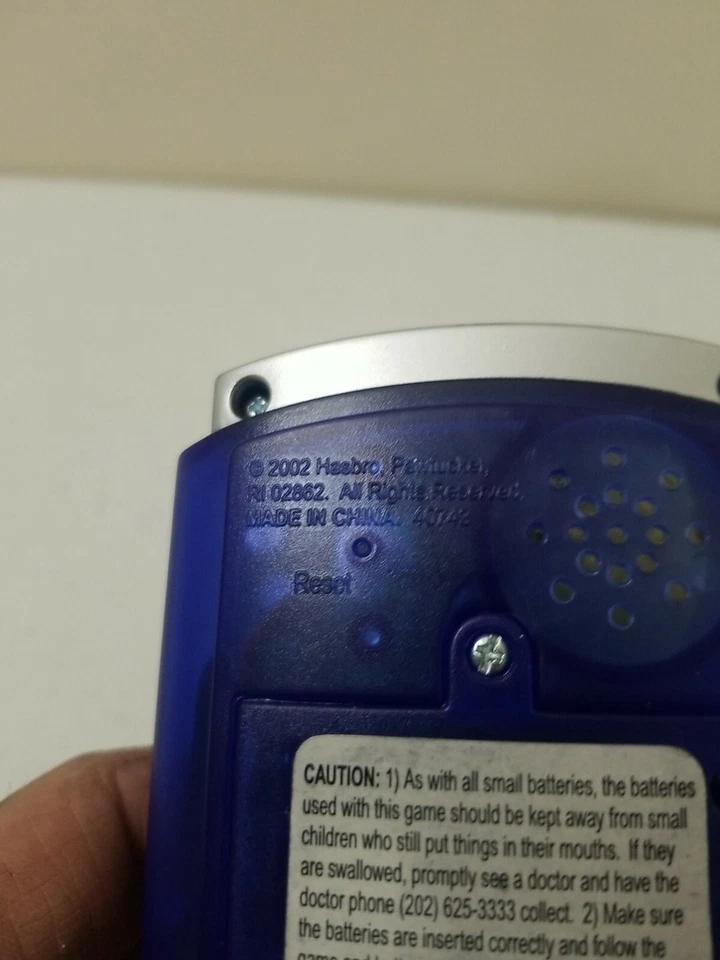 © 2002 Hasbro, Pawtucket,
RI 02862. All Rights Reserved.
MADE IN CHINA. 40743
Reset
CAUTION: 1) As with all small batteries, the batteries
used with this game should be kept away from small
children who still put things in their mouths. If they
are swallowed, promptly see a doctor and have the
doctor phone (202) 625-3333 collect. 2) Make sure
the batteries are inserted correctly and follow the
game and